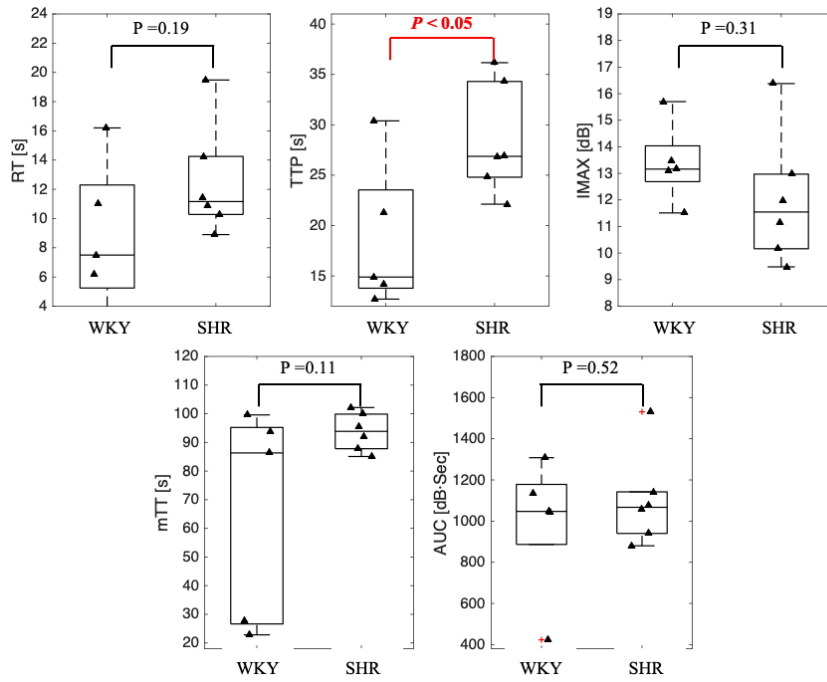 P =0.19
RT [s]
24
22
20
18
16
14
12
10
8
6
4
WKY
SHR
P < 0.05
TTP [s]
40
35
30
25
20
15
WKY
SHR
P =0.31
IMAX [dB]
19
18
17
16
15
14
13
12
11
10
9
8
WKY
SHR
P =0.11
mTT [s]
120
110
100
90
80
70
60
50
40
30
20
WKY
SHR
P =0.52
AUC [dB·Sec]
1800
1600
1400
1200
1000
800
600
400
WKY
SHR